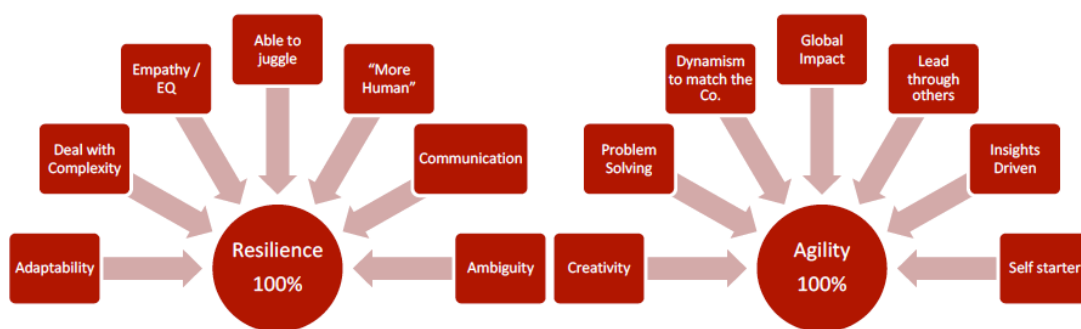 Able to
juggle
Empathy /
EQ
“More
Human”
Deal with
Complexity
Communication
Adaptability
Resilience
100%
Ambiguity
Global
Impact
Dynamism
to match the
Co.
Lead
through
others
Problem
Solving
Insights
Driven
Creativity
Agility
100%
Self starter